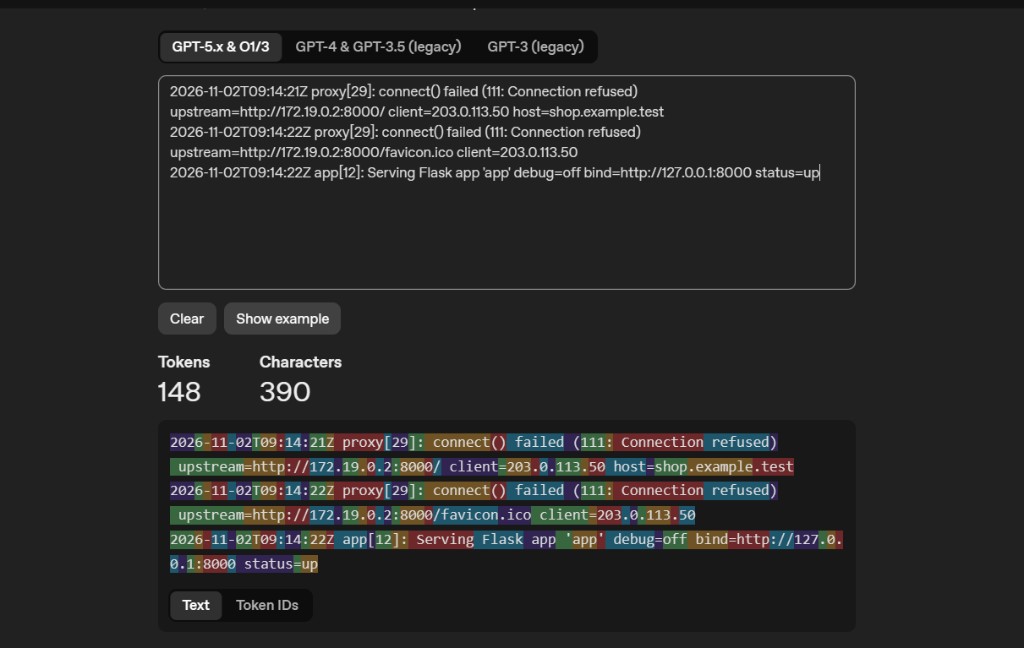 GPT-5.x & O1/3 GPT-4 & GPT-3.5 (legacy) GPT-3 (legacy)
2026-11-02T09:14:21Z proxy[29]: connect() failed (111: Connection refused)
upstream=http://172.19.0.2:8000/ client=203.0.113.50 host=shop.example.test
2026-11-02T09:14:22Z proxy[29]: connect() failed (111: Connection refused)
upstream=http://172.19.0.2:8000/favicon.ico client=203.0.113.50
2026-11-02T09:14:22Z app[12]: Serving Flask app 'app' debug=off bind=http://127.0.0.1:8000 status=up
Clear Show example
Tokens Characters
148 390
2026-11-02T09:14:21Z proxy[29]: connect() failed (111: Connection refused)
upstream=http://172.19.0.2:8000/ client=203.0.113.50 host=shop.example.test
2026-11-02T09:14:22Z proxy[29]: connect() failed (111: Connection refused)
upstream=http://172.19.0.2:8000/favicon.ico client=203.0.113.50
2026-11-02T09:14:22Z app[12]: Serving Flask app 'app' debug=off bind=http://127.0.
0.1:8000 status=up
Text Token IDs